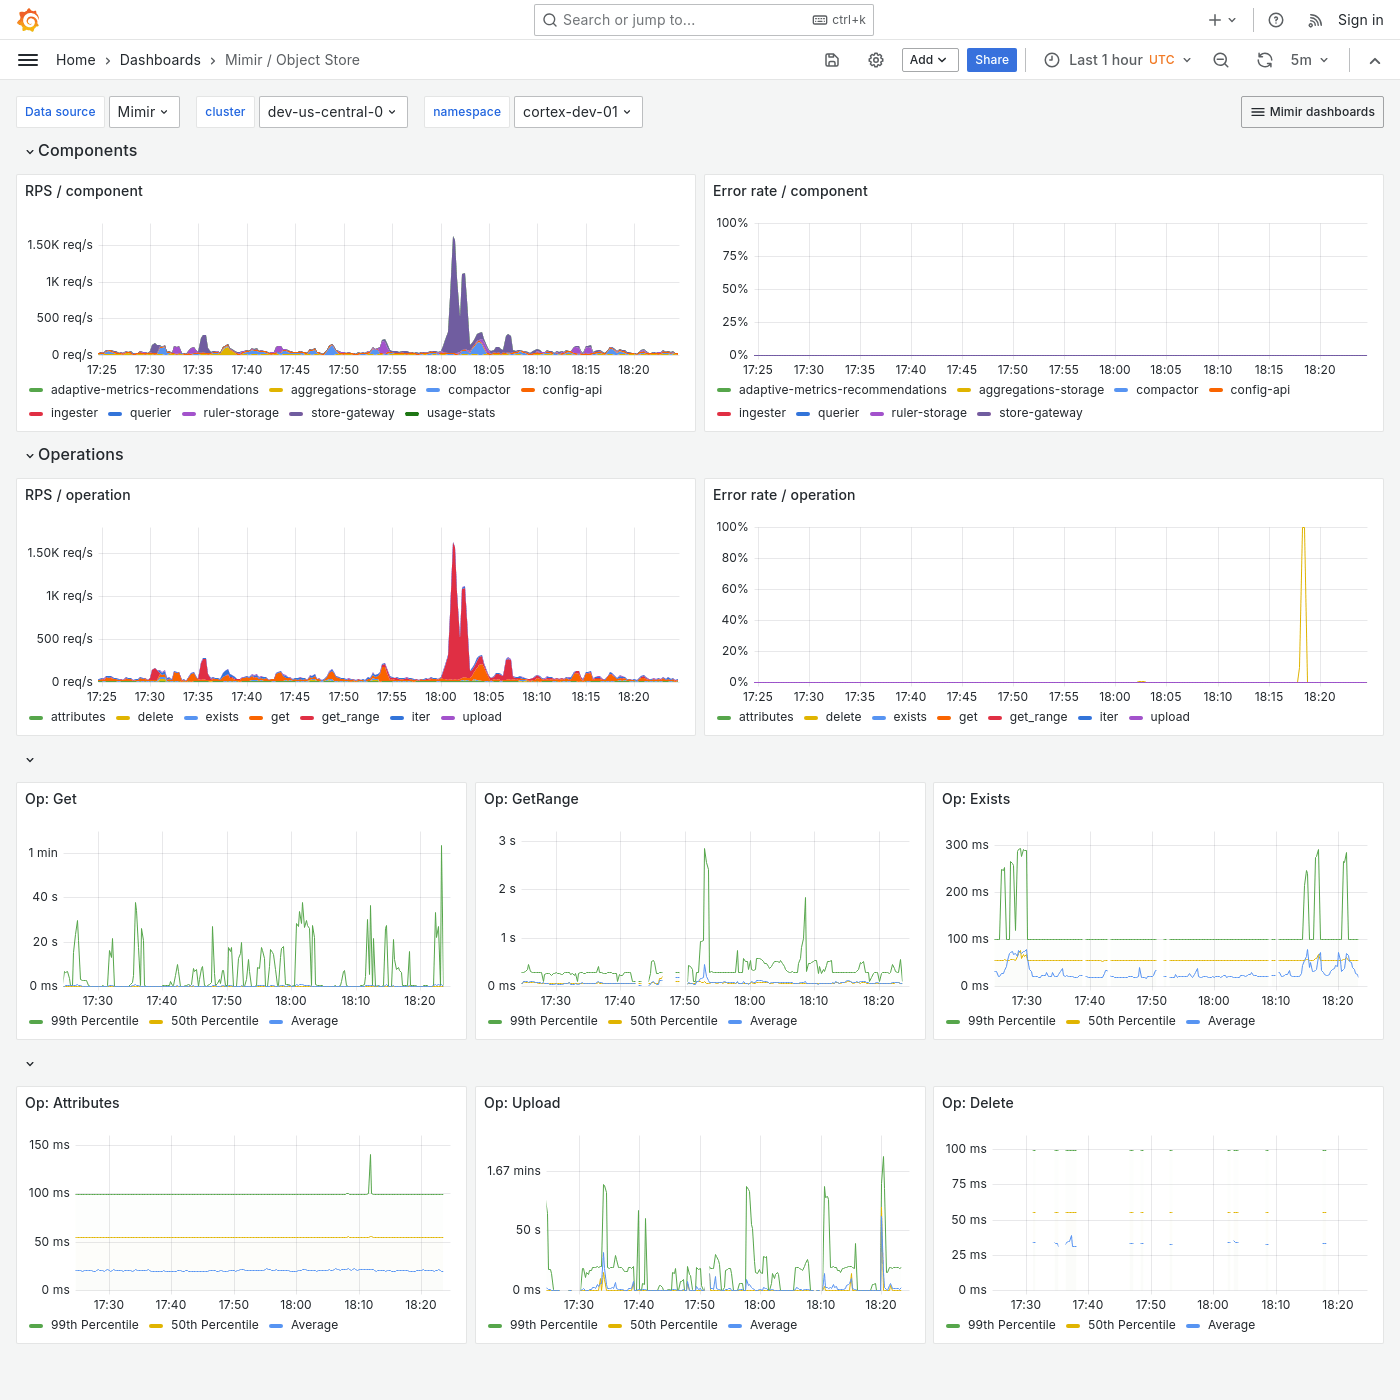 Search or jump to... ctrl+k Sign in
Home › Dashboards › Mimir / Object Store Add Share Last 1 hour UTC 5m
Data source Mimir cluster dev-us-central-0 namespace cortex-dev-01 Mimir dashboards
Components
RPS / component
1.50K req/s
1K req/s
500 req/s
0 req/s
17:25 17:30 17:35 17:40 17:45 17:50 17:55 18:00 18:05 18:10 18:15 18:20
adaptive-metrics-recommendations aggregations-storage compactor config-api
ingester querier ruler-storage store-gateway usage-stats
Error rate / component
100%
75%
50%
25%
0%
17:25 17:30 17:35 17:40 17:45 17:50 17:55 18:00 18:05 18:10 18:15 18:20
adaptive-metrics-recommendations aggregations-storage compactor config-api
ingester querier ruler-storage store-gateway
Operations
RPS / operation
1.50K req/s
1K req/s
500 req/s
0 req/s
17:25 17:30 17:35 17:40 17:45 17:50 17:55 18:00 18:05 18:10 18:15 18:20
attributes delete exists get get_range iter upload
Error rate / operation
100%
80%
60%
40%
20%
0%
17:25 17:30 17:35 17:40 17:45 17:50 17:55 18:00 18:05 18:10 18:15 18:20
attributes delete exists get get_range iter upload
Op: Get
1 min
40 s
20 s
0 ms
17:30 17:40 17:50 18:00 18:10 18:20
99th Percentile 50th Percentile Average
Op: GetRange
3 s
2 s
1 s
0 ms
17:30 17:40 17:50 18:00 18:10 18:20
99th Percentile 50th Percentile Average
Op: Exists
300 ms
200 ms
100 ms
0 ms
17:30 17:40 17:50 18:00 18:10 18:20
99th Percentile 50th Percentile Average
Op: Attributes
150 ms
100 ms
50 ms
0 ms
17:30 17:40 17:50 18:00 18:10 18:20
99th Percentile 50th Percentile Average
Op: Upload
1.67 mins
50 s
0 ms
17:30 17:40 17:50 18:00 18:10 18:20
99th Percentile 50th Percentile Average
Op: Delete
100 ms
75 ms
50 ms
25 ms
0 ms
17:30 17:40 17:50 18:00 18:10 18:20
99th Percentile 50th Percentile Average